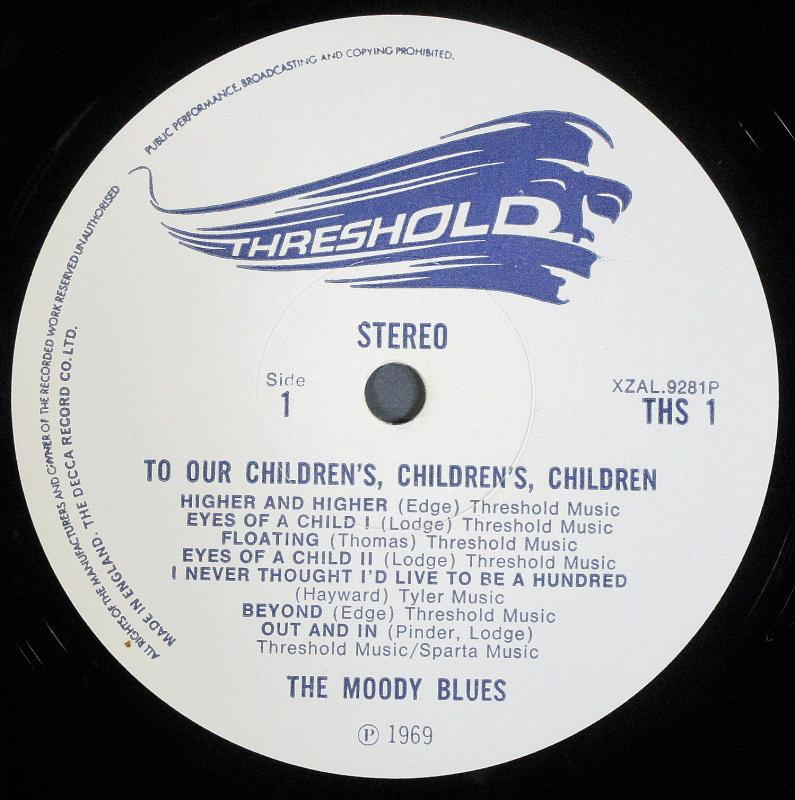 PUBLIC PERFORMANCE, BROADCASTING AND COPYING PROHIBITED.
ALL RIGHTS OF THE MANUFACTURERS AND OWNER OF THE RECORDED WORK RESERVED UNAUTHORISED
MADE IN ENGLAND. THE DECCA RECORD CO. LTD.
THRESHOLD
STEREO
Side
1
XZAL.9281P
THS 1
TO OUR CHILDREN'S, CHILDREN'S, CHILDREN
HIGHER AND HIGHER (Edge) Threshold Music
EYES OF A CHILD I (Lodge) Threshold Music
FLOATING (Thomas) Threshold Music
EYES OF A CHILD II (Lodge) Threshold Music
I NEVER THOUGHT I'D LIVE TO BE A HUNDRED
(Hayward) Tyler Music
BEYOND (Edge) Threshold Music
OUT AND IN (Pinder, Lodge)
Threshold Music/Sparta Music
THE MOODY BLUES
℗ 1969